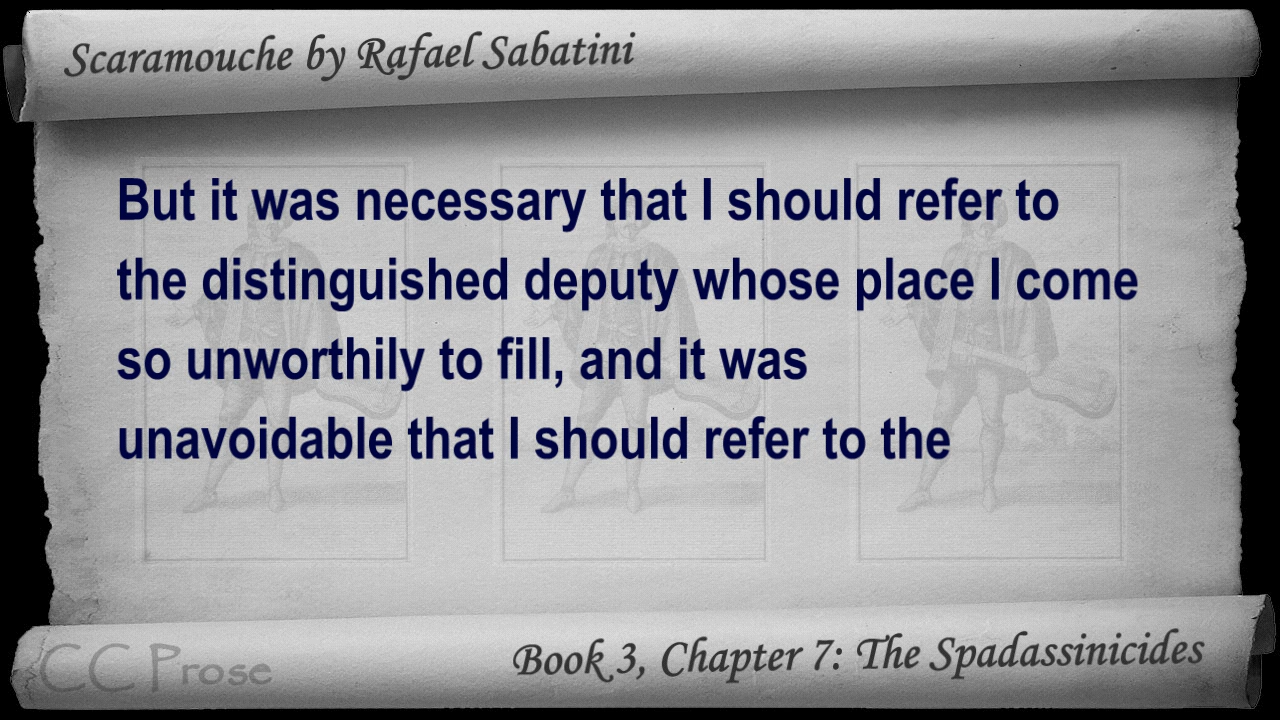 Scaramouche by Rafael Sabatini
But it was necessary that I should refer to
the distinguished deputy whose place I come
so unworthily to fill, and it was
unavoidable that I should refer to the
CC Prose
Book 3, Chapter 7: The Spadassinicides